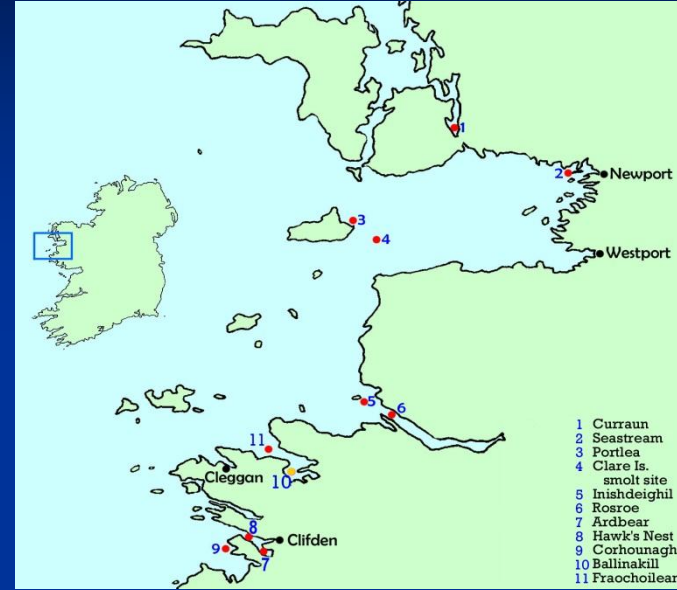 1
2 Newport
3
4
Westport
5
6
11
Cleggan
10
8
Clifden
9
7
1 Curraun
2 Seastream
3 Portlea
4 Clare Is.
smolt site
5 Inishdeighil
6 Rosroe
7 Ardbear
8 Hawk's Nest
9 Corhounagh
10 Ballinakill
11 Fraochoilean